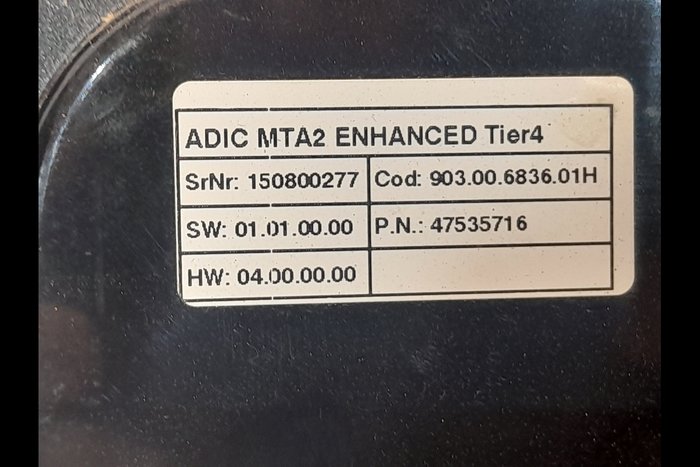 ADIC MTA2 ENHANCED Tier4
SrNr: 150800277 Cod: 903.00.6836.01H
SW: 01.01.00.00 P.N.: 47535716
HW: 04.00.00.00